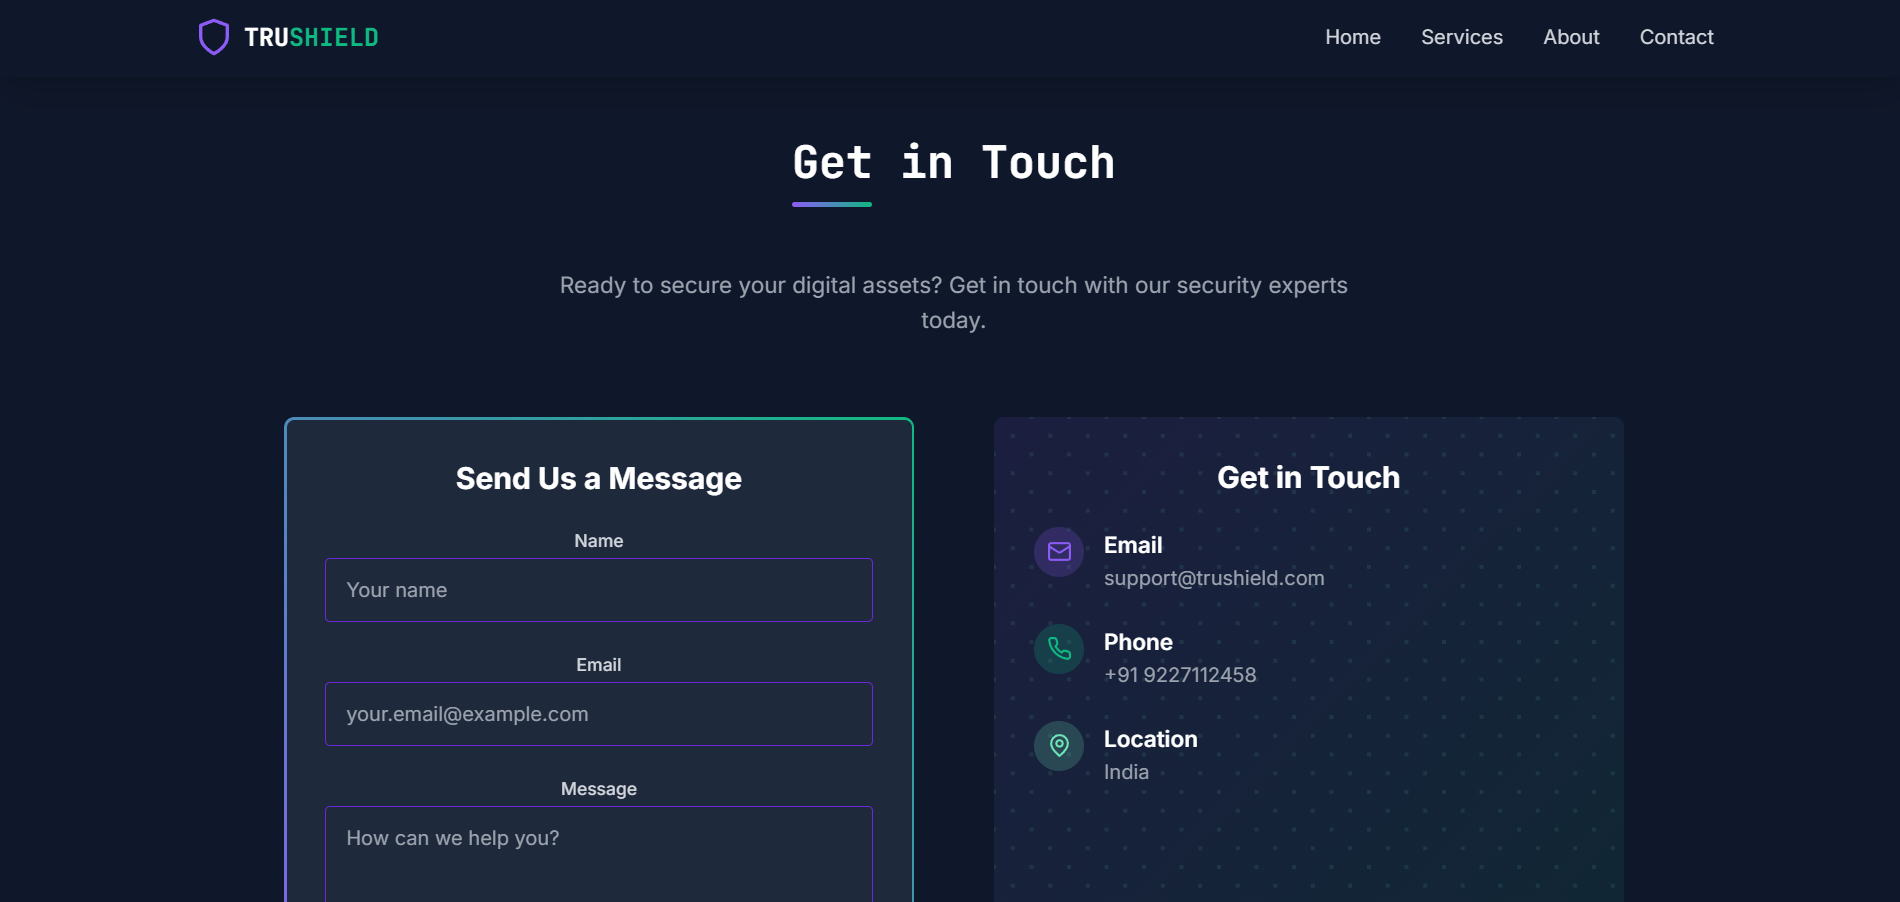 TRUSHIELD
Home Services About Contact
Get in Touch
Ready to secure your digital assets? Get in touch with our security experts
today.
Send Us a Message
Name
Your name
Email
your.email@example.com
Message
How can we help you?
Get in Touch
Email
support@trushield.com
Phone
+91 9227112458
Location
India